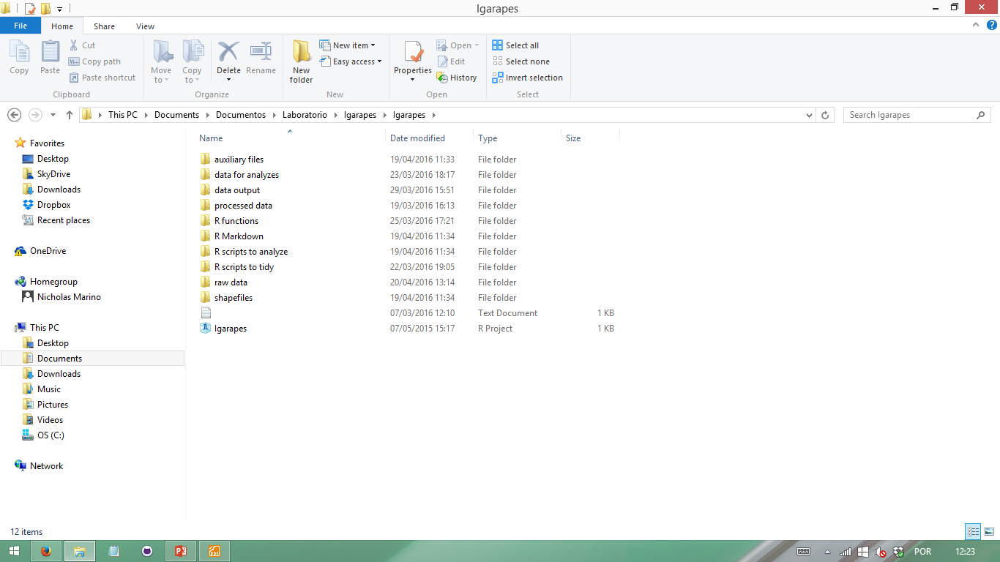 Igarapes
File Home Share View
Copy
Paste
Cut
Copy path
Paste shortcut
Clipboard
Move to
Copy to
Delete
Rename
Organize
New folder
New item
Easy access
New
Properties
Open
Edit
History
Open
Select all
Select none
Invert selection
Select
This PC Documents Documentos Laboratorio Igarapes Igarapes
Search Igarapes
Favorites
Desktop
SkyDrive
Downloads
Dropbox
Recent places
OneDrive
Homegroup
Nicholas Marino
This PC
Desktop
Documents
Downloads
Music
Pictures
Videos
OS (C:)
Network
Name Date modified Type Size
auxiliary files 19/04/2016 11:33 File folder
data for analyzes 23/03/2016 18:17 File folder
data output 29/03/2016 15:51 File folder
processed data 19/03/2016 16:13 File folder
R functions 25/03/2016 17:21 File folder
R Markdown 19/04/2016 11:34 File folder
R scripts to analyze 19/04/2016 11:34 File folder
R scripts to tidy 22/03/2016 19:05 File folder
raw data 20/04/2016 13:14 File folder
shapefiles 19/04/2016 11:34 File folder
07/03/2016 12:10 Text Document 1 KB
Igarapes 07/05/2015 15:17 R Project 1 KB
12 items
POR 12:23